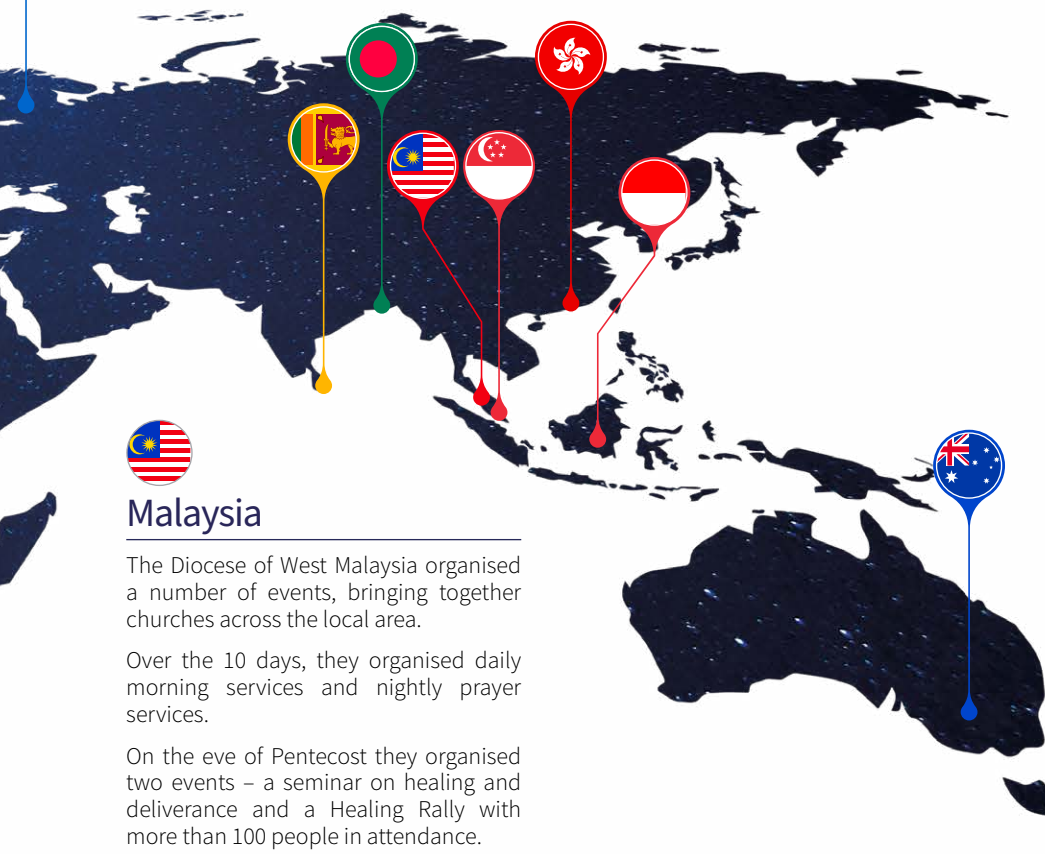 Malaysia
The Diocese of West Malaysia organised
a number of events, bringing together
churches across the local area.
Over the 10 days, they organised daily
morning services and nightly prayer
services.
On the eve of Pentecost they organised
two events – a seminar on healing and
deliverance and a Healing Rally with
more than 100 people in attendance.